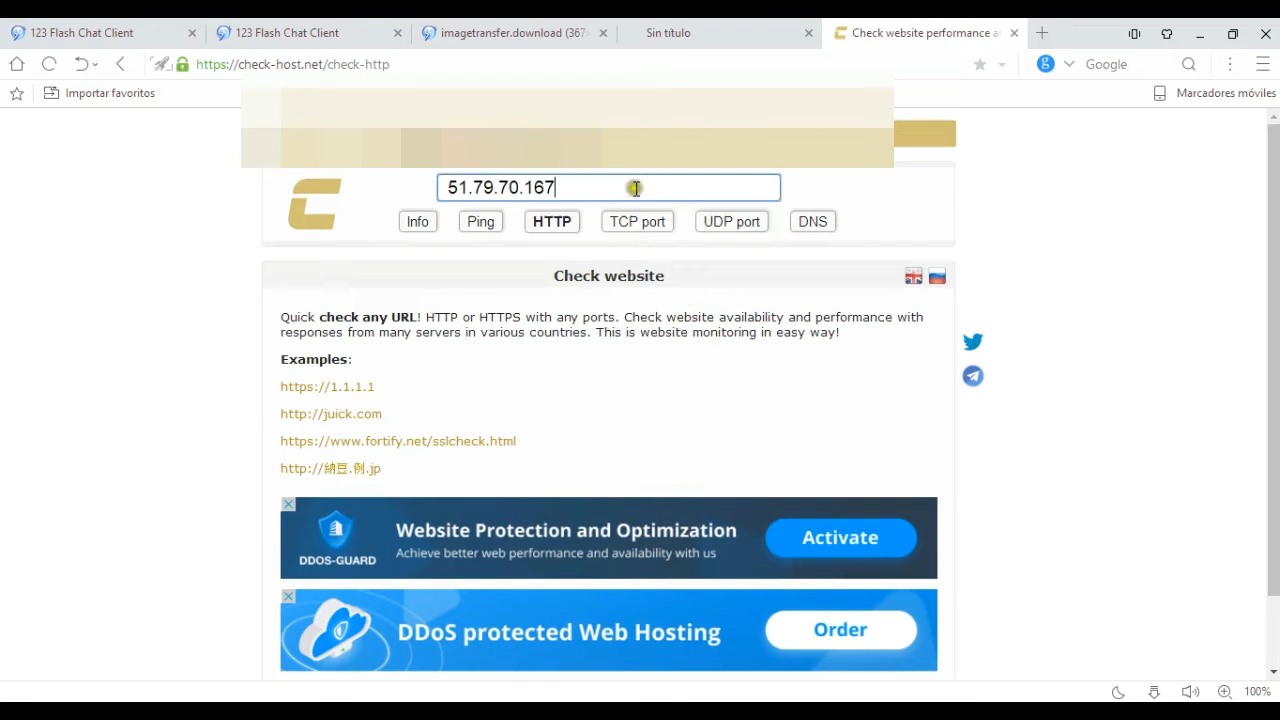 123 Flash Chat Client
123 Flash Chat Client
imagetransfer.download (367
Sin título
Check website performance a
https://check-host.net/check-http
Google
Importar favoritos
Marcadores móviles
51.79.70.167
Info
Ping
HTTP
TCP port
UDP port
DNS
Check website
Quick check any URL! HTTP or HTTPS with any ports. Check website availability and performance with
responses from many servers in various countries. This is website monitoring in easy way!
Examples:
https://1.1.1.1
http://juick.com
https://www.fortify.net/sslcheck.html
http://納豆.例.jp
DDOS-GUARD
Website Protection and Optimization
Achieve better web performance and availability with us
Activate
DDoS protected Web Hosting
Order
100%